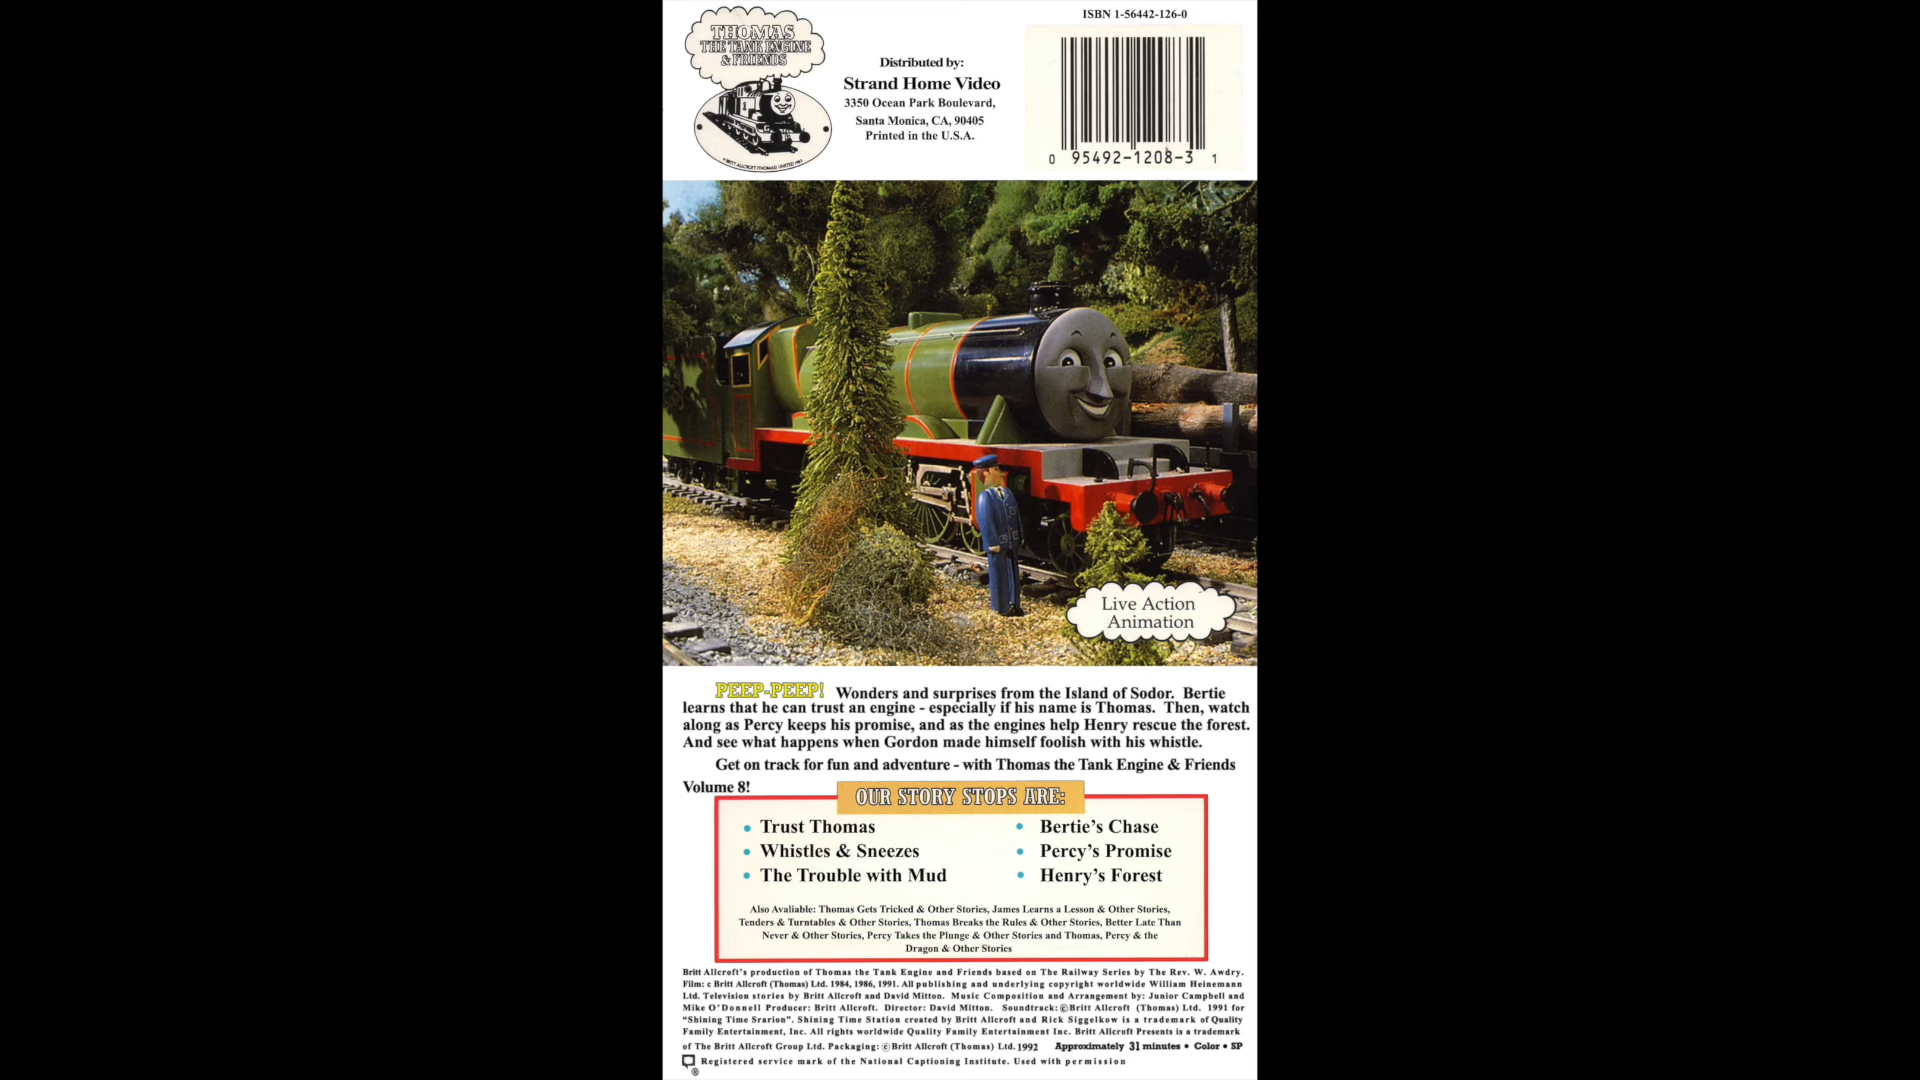 THOMAS
THE TANK ENGINE
& FRIENDS
1
© BRITT ALLCROFT (THOMAS) LIMITED 1992
Distributed by:
Strand Home Video
3350 Ocean Park Boulevard,
Santa Monica, CA, 90405
Printed in the U.S.A.
ISBN 1-56442-126-0
0 95492-1208-3 1
Live Action
Animation
PEEP-PEEP! Wonders and surprises from the Island of Sodor. Bertie
learns that he can trust an engine - especially if his name is Thomas. Then, watch
along as Percy keeps his promise, and as the engines help Henry rescue the forest.
And see what happens when Gordon made himself foolish with his whistle.
Get on track for fun and adventure - with Thomas the Tank Engine & Friends
Volume 8!
OUR STORY STOPS ARE:
• Trust Thomas
• Whistles & Sneezes
• The Trouble with Mud
• Bertie's Chase
• Percy's Promise
• Henry's Forest
Also Avaliable: Thomas Gets Tricked & Other Stories, James Learns a Lesson & Other Stories,
Tenders & Turntables & Other Stories, Thomas Breaks the Rules & Other Stories, Better Late Than
Never & Other Stories, Percy Takes the Plunge & Other Stories and Thomas, Percy & the
Dragon & Other Stories
Britt Allcroft's production of Thomas the Tank Engine and Friends based on The Railway Series by The Rev. W. Awdry.
Film: c Britt Allcroft (Thomas) Ltd. 1984, 1986, 1991. All publishing and underlying copyright worldwide William Heinemann
Ltd. Television stories by Britt Allcroft and David Mitton. Music Composition and Arrangement by: Junior Campbell and
Mike O'Donnell Producer: Britt Allcroft. Director: David Mitton. Soundtrack: ©Britt Allcroft (Thomas) Ltd. 1991 for
"Shining Time Srarion". Shining Time Station created by Britt Allcroft and Rick Siggelkow is a trademark of Quality
Family Entertainment, Inc. All rights worldwide Quality Family Entertainment Inc. Britt Allcroft Presents is a trademark
of The Britt Allcroft Group Ltd. Packaging: © Britt Allcroft (Thomas) Ltd. 1992 Approximately 31 minutes • Color • SP
Registered service mark of the National Captioning Institute. Used with permission
®